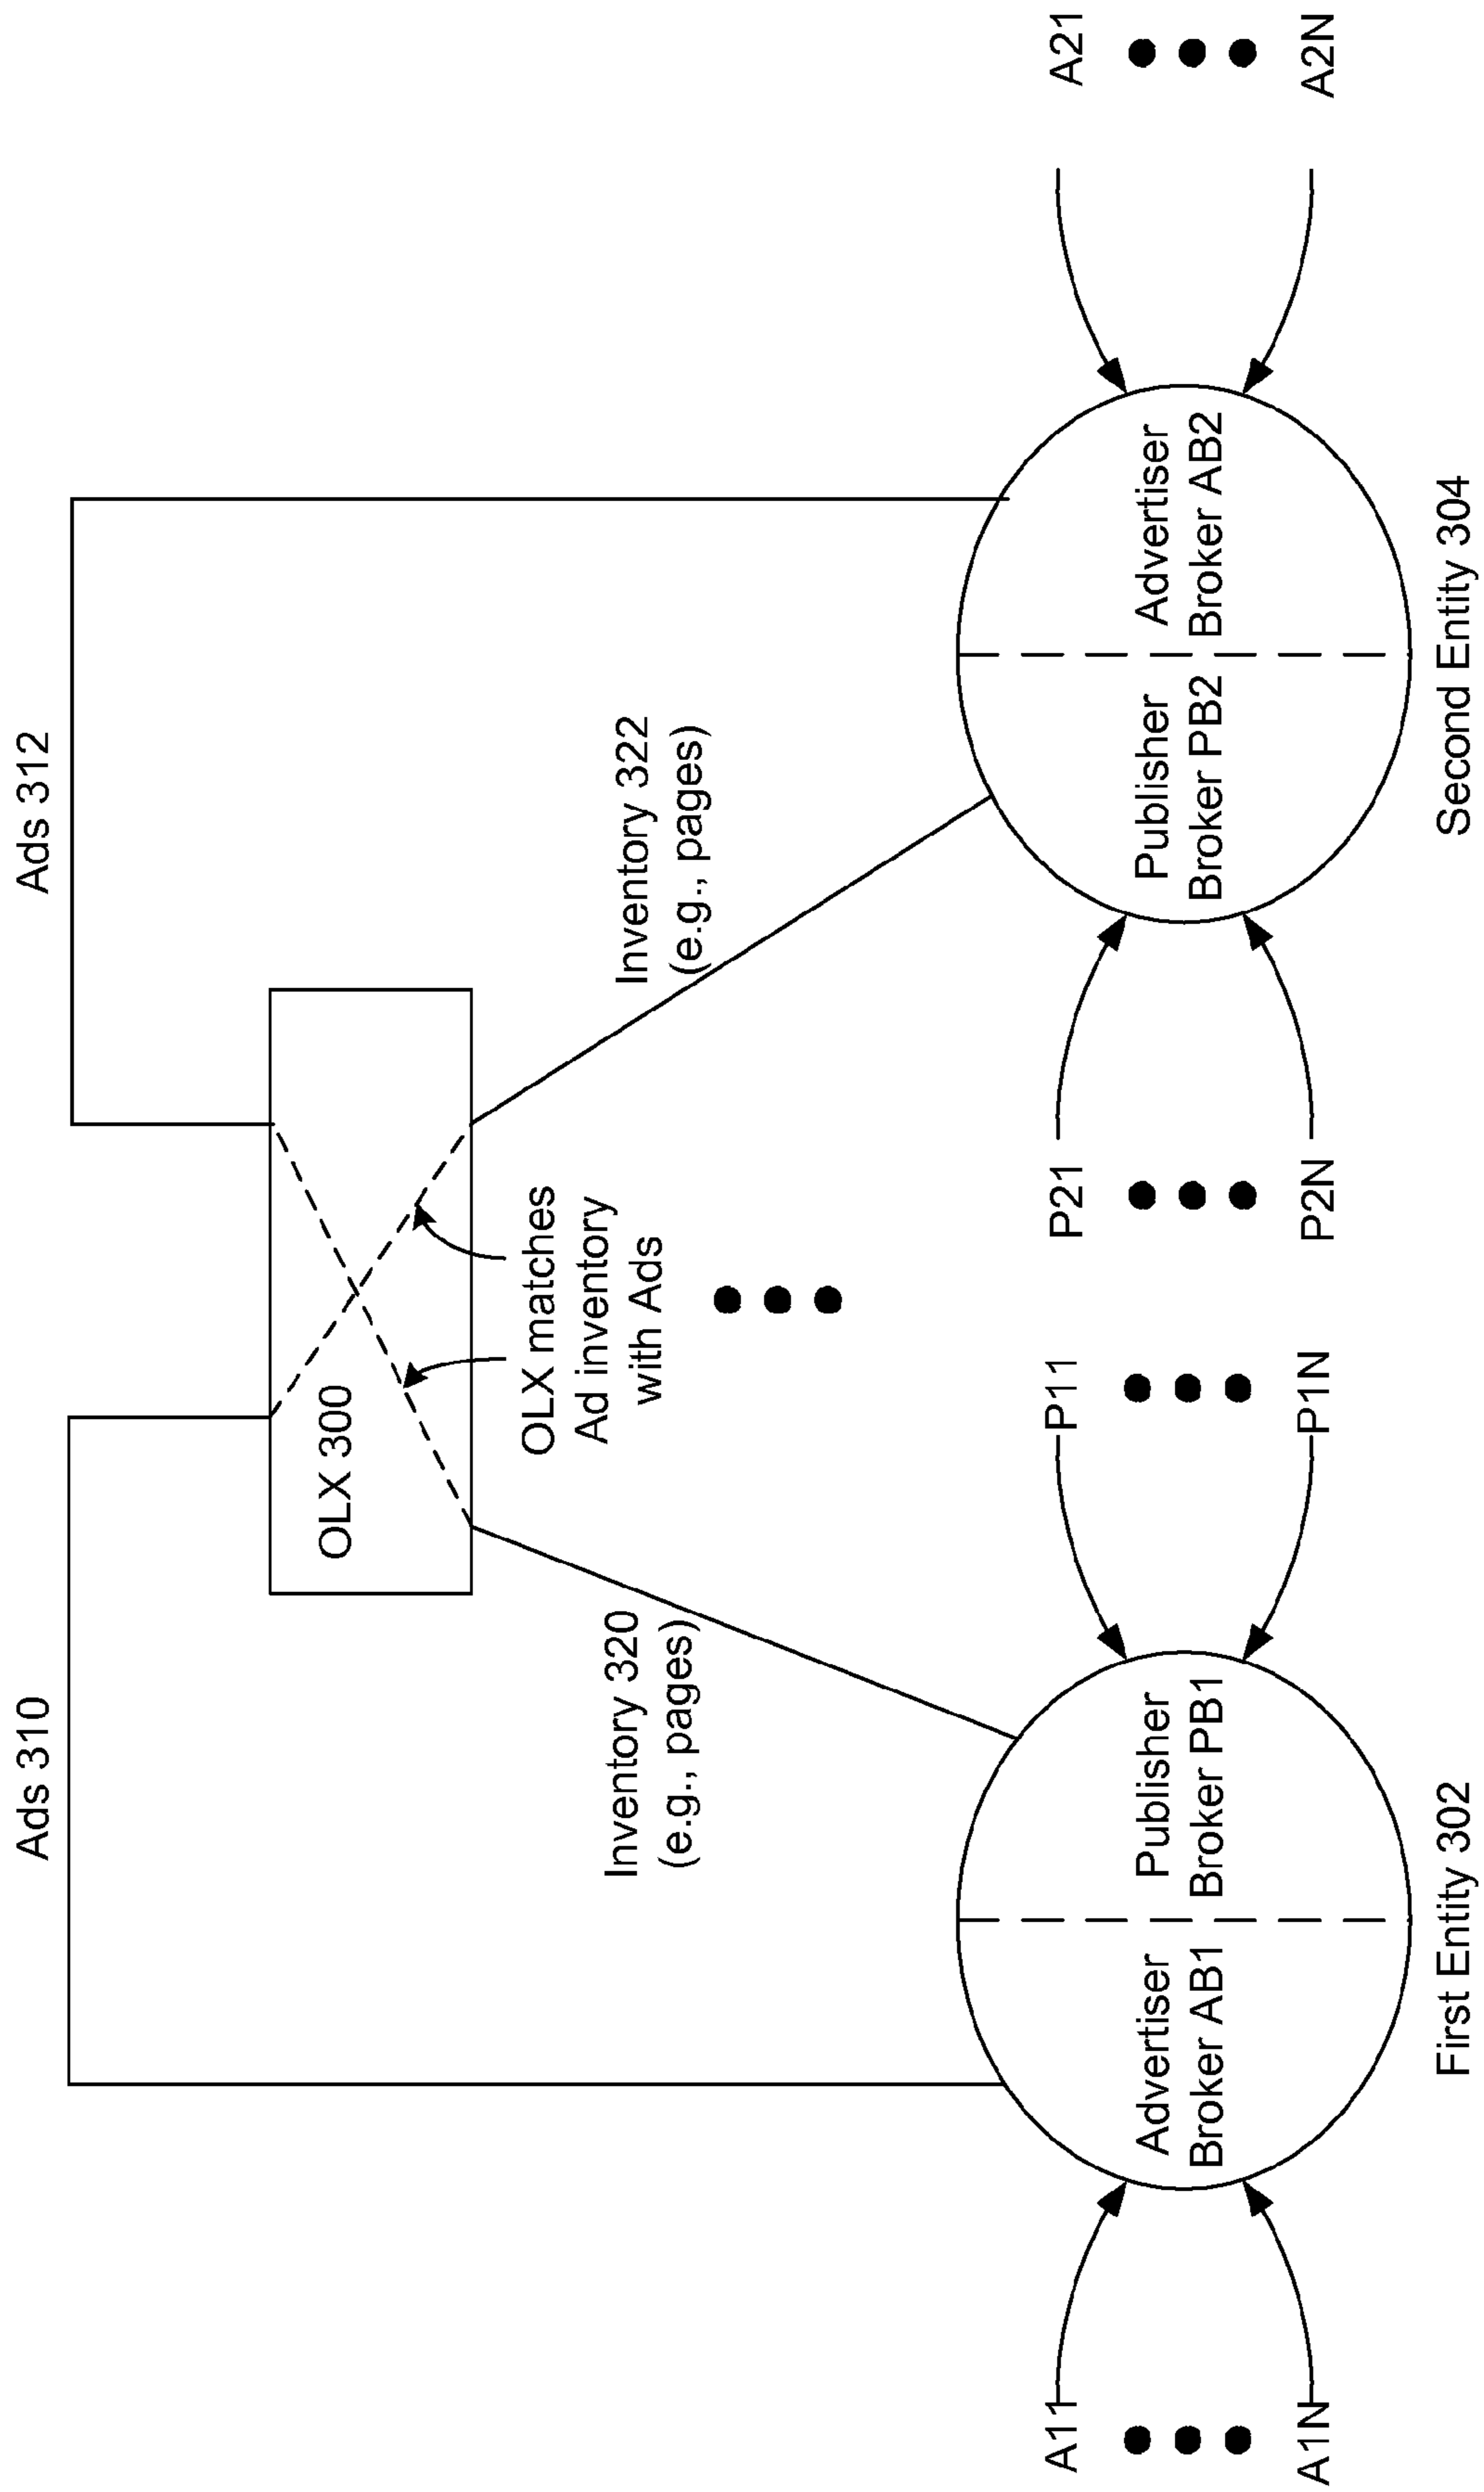 Ads 310
Ads 312
OLX 300
OLX matches
Ad inventory
with Ads
Inventory 320
(e.g., pages)
Inventory 322
(e.g., pages)
A11
A1N
Advertiser
Broker AB1
Publisher
Broker PB1
P11
P1N
P21
P2N
Publisher
Broker PB2
Advertiser
Broker AB2
A21
A2N
First Entity 302
Second Entity 304